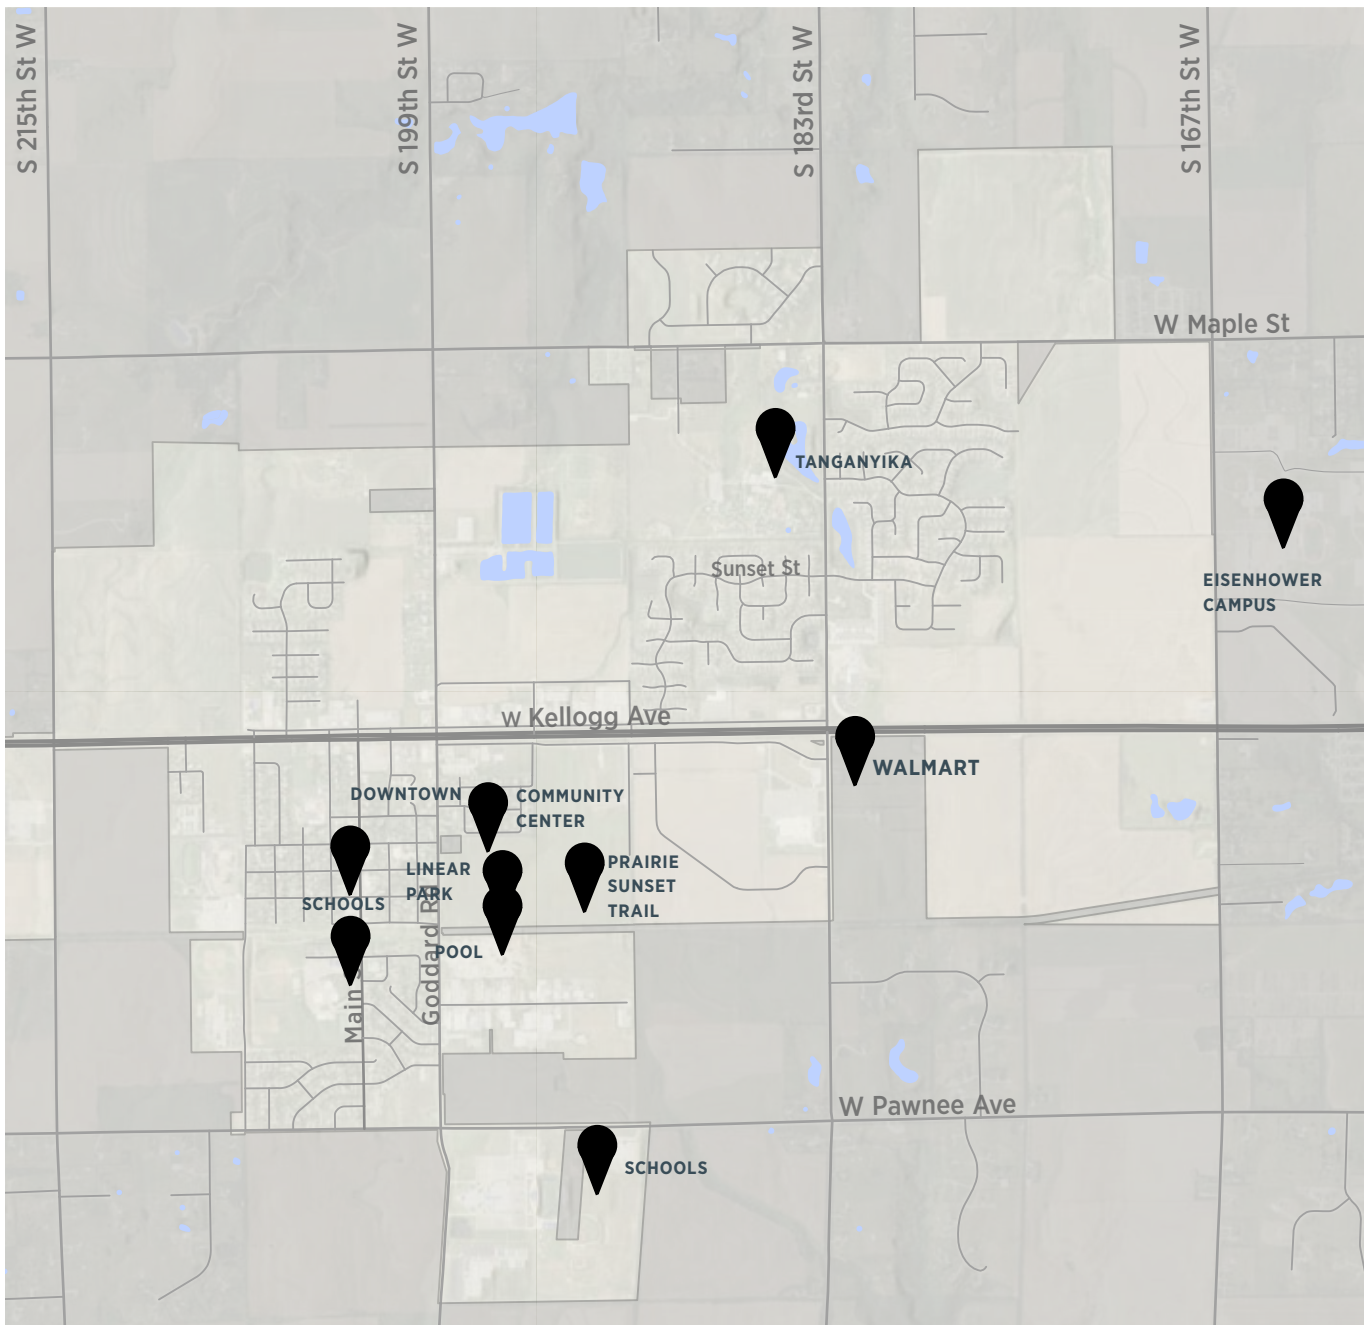 S 215th St W
S 199th St W
S 183rd St W
S 167th St W
W Maple St
TANGANYIKA
Sunset St
EISENHOWER
CAMPUS
W Kellogg Ave
WALMART
DOWNTOWN
COMMUNITY
CENTER
LINEAR
PARK
PRAIRIE
SUNSET
TRAIL
SCHOOLS
POOL
Goddard Rd
Main
W Pawnee Ave
SCHOOLS